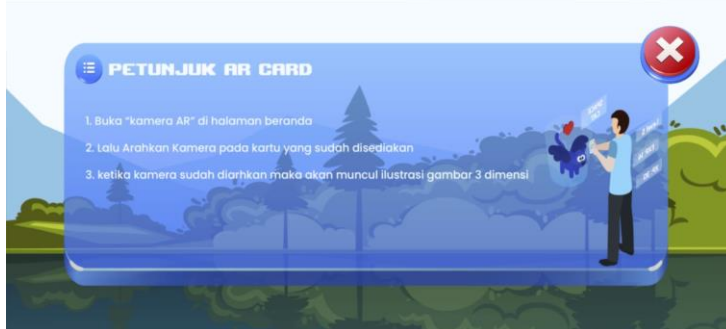 PETUNJUK AR CARD
1. Buka "kamera AR" di halaman beranda
2. Lalu Arahkan Kamera pada kartu yang sudah disediakan
3. ketika kamera sudah diarhkan maka akan muncul ilustrasi gambar 3 dimensi